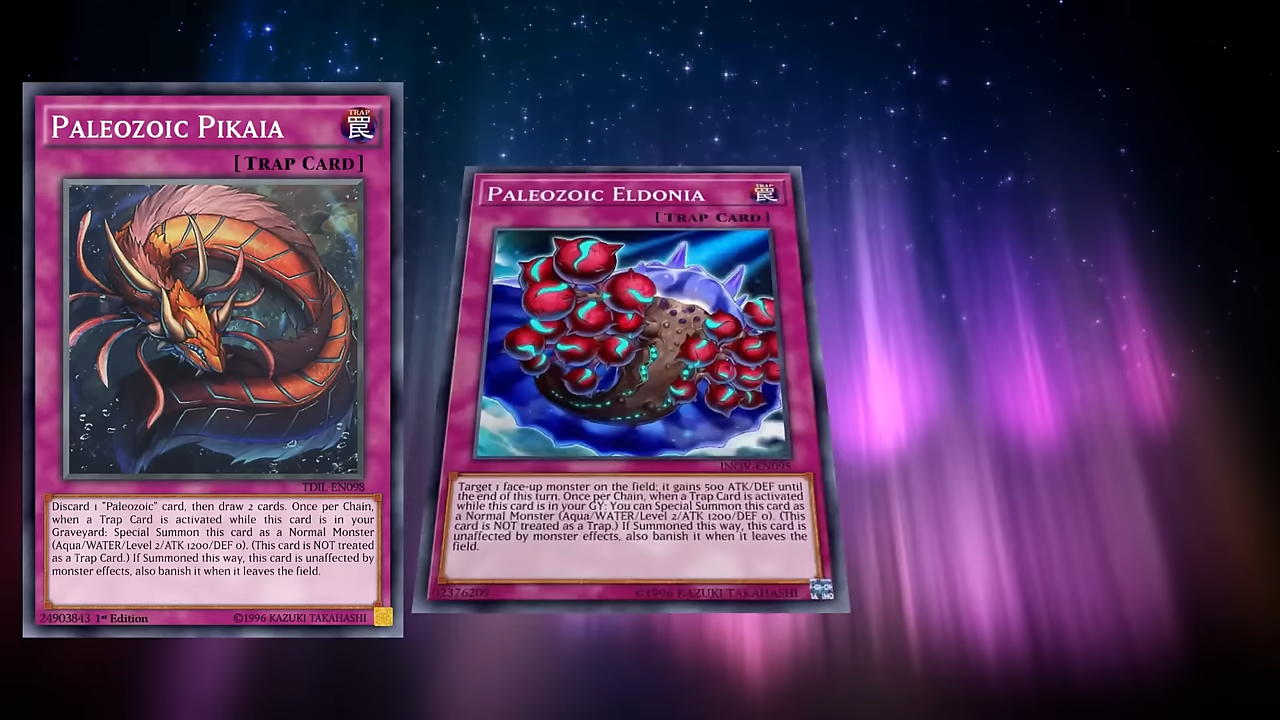 PALEOZOIC PIKAIA
TRAP
罠
[TRAP CARD]
TDIL-EN098
Discard 1 "Paleozoic" card, then draw 2 cards. Once per Chain,
when a Trap Card is activated while this card is in your
Graveyard: Special Summon this card as a Normal Monster
(Aqua/WATER/Level 2/ATK 1200/DEF 0). (This card is NOT treated
as a Trap Card.) If Summoned this way, this card is unaffected by
monster effects, also banish it when it leaves the field.
24903843 1st Edition
©1996 KAZUKI TAKAHASHI
PALEOZOIC ELDONIA
TRAP
罠
[TRAP CARD]
INOV-EN095
Target 1 face-up monster on the field; it gains 500 ATK/DEF until
the end of this turn. Once per Chain, when a Trap Card is activated
while this card is in your GY: You can Special Summon this card as
a Normal Monster (Aqua/WATER/Level 2/ATK 1200/DEF 0). (This
card is NOT treated as a Trap.) If Summoned this way, this card is
unaffected by monster effects, also banish it when it leaves the
field.
02376209
©1996 KAZUKI TAKAHASHI